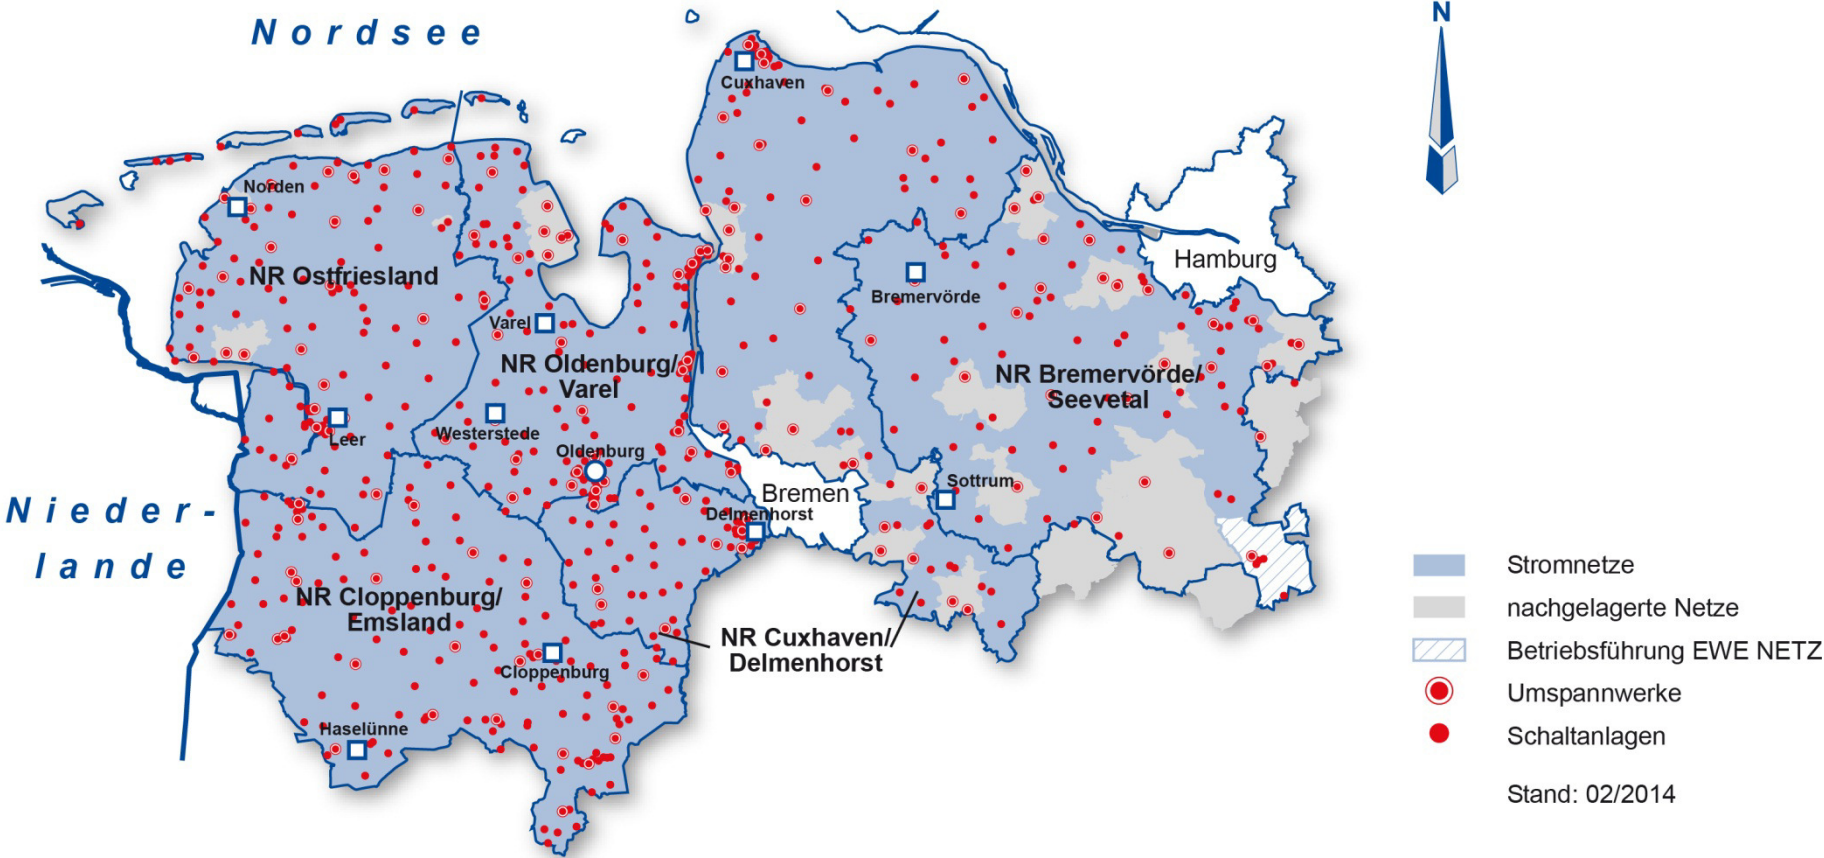 N
Nordsee
Cuxhaven
Norden
Hamburg
NR Ostfriesland
Bremervörde
Varel
NR Oldenburg/
Varel
NR Bremervörde/
Seevetal
Leer
Westerstede
Oldenburg
Sottrum
Bremen
Delmenhorst
Nieder-
lande
NR Cloppenburg/
Emsland
NR Cuxhaven/
Delmenhorst
Cloppenburg
Haselünne
Stromnetze
nachgelagerte Netze
Betriebsführung EWE NETZ
Umspannwerke
Schaltanlagen
Stand: 02/2014